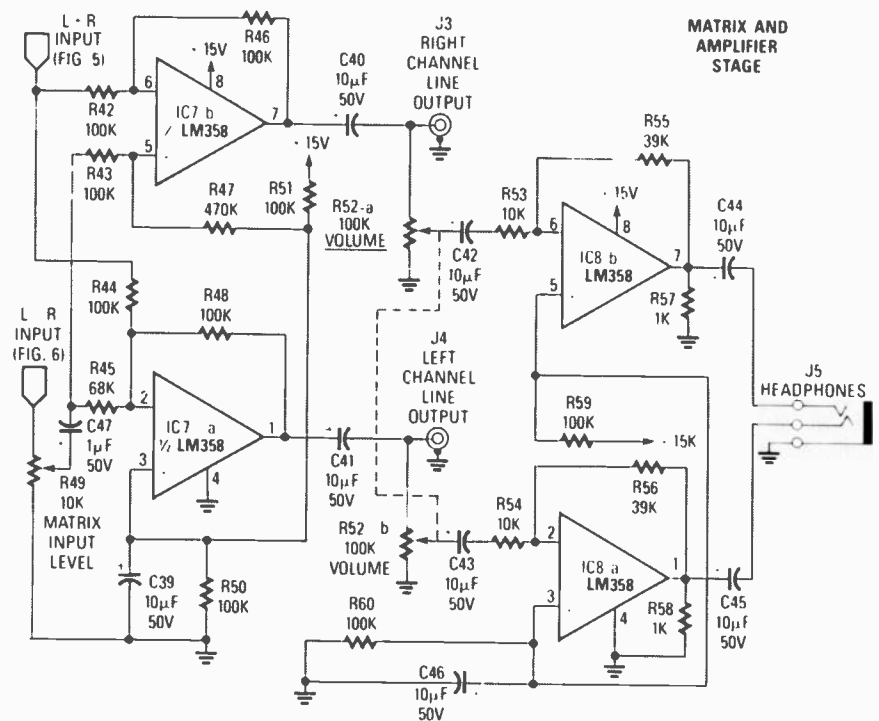 MATRIX AND
AMPLIFIER
STAGE
L - R
INPUT
(FIG 5)
R46
100K
15V
8
6
R42
100K
IC7 b
/ LM358
7
5
R43
100K
R47
470K
R51
100K
- 15V
C40
10µF
50V
J3
RIGHT
CHANNEL
LINE
OUTPUT
R52-a
100K
VOLUME
C42
10µF
50V
R53
10K
R55
39K
-15V
8
6
IC8 b
LM358
7
5
C44
10µF
50V
R57
1K
R44
100K
R48
100K
L R
INPUT
(FIG. 6)
R45
68K
2
C47
1µF
50V
IC7 a
½ LM358
1
3
4
R49
10K
MATRIX
INPUT
LEVEL
C39
10µF
50V
R50
100K
C41
10µF
50V
J4
LEFT
CHANNEL
LINE
OUTPUT
R52 b
100K
VOLUME
C43
10µF
50V
R54
10K
R59
100K
- 15K
R56
39K
2
IC8 a
LM358
1
3
4
R58
1K
C45
10µF
50V
J5
HEADPHONES
R60
100K
C46
10µF
50V